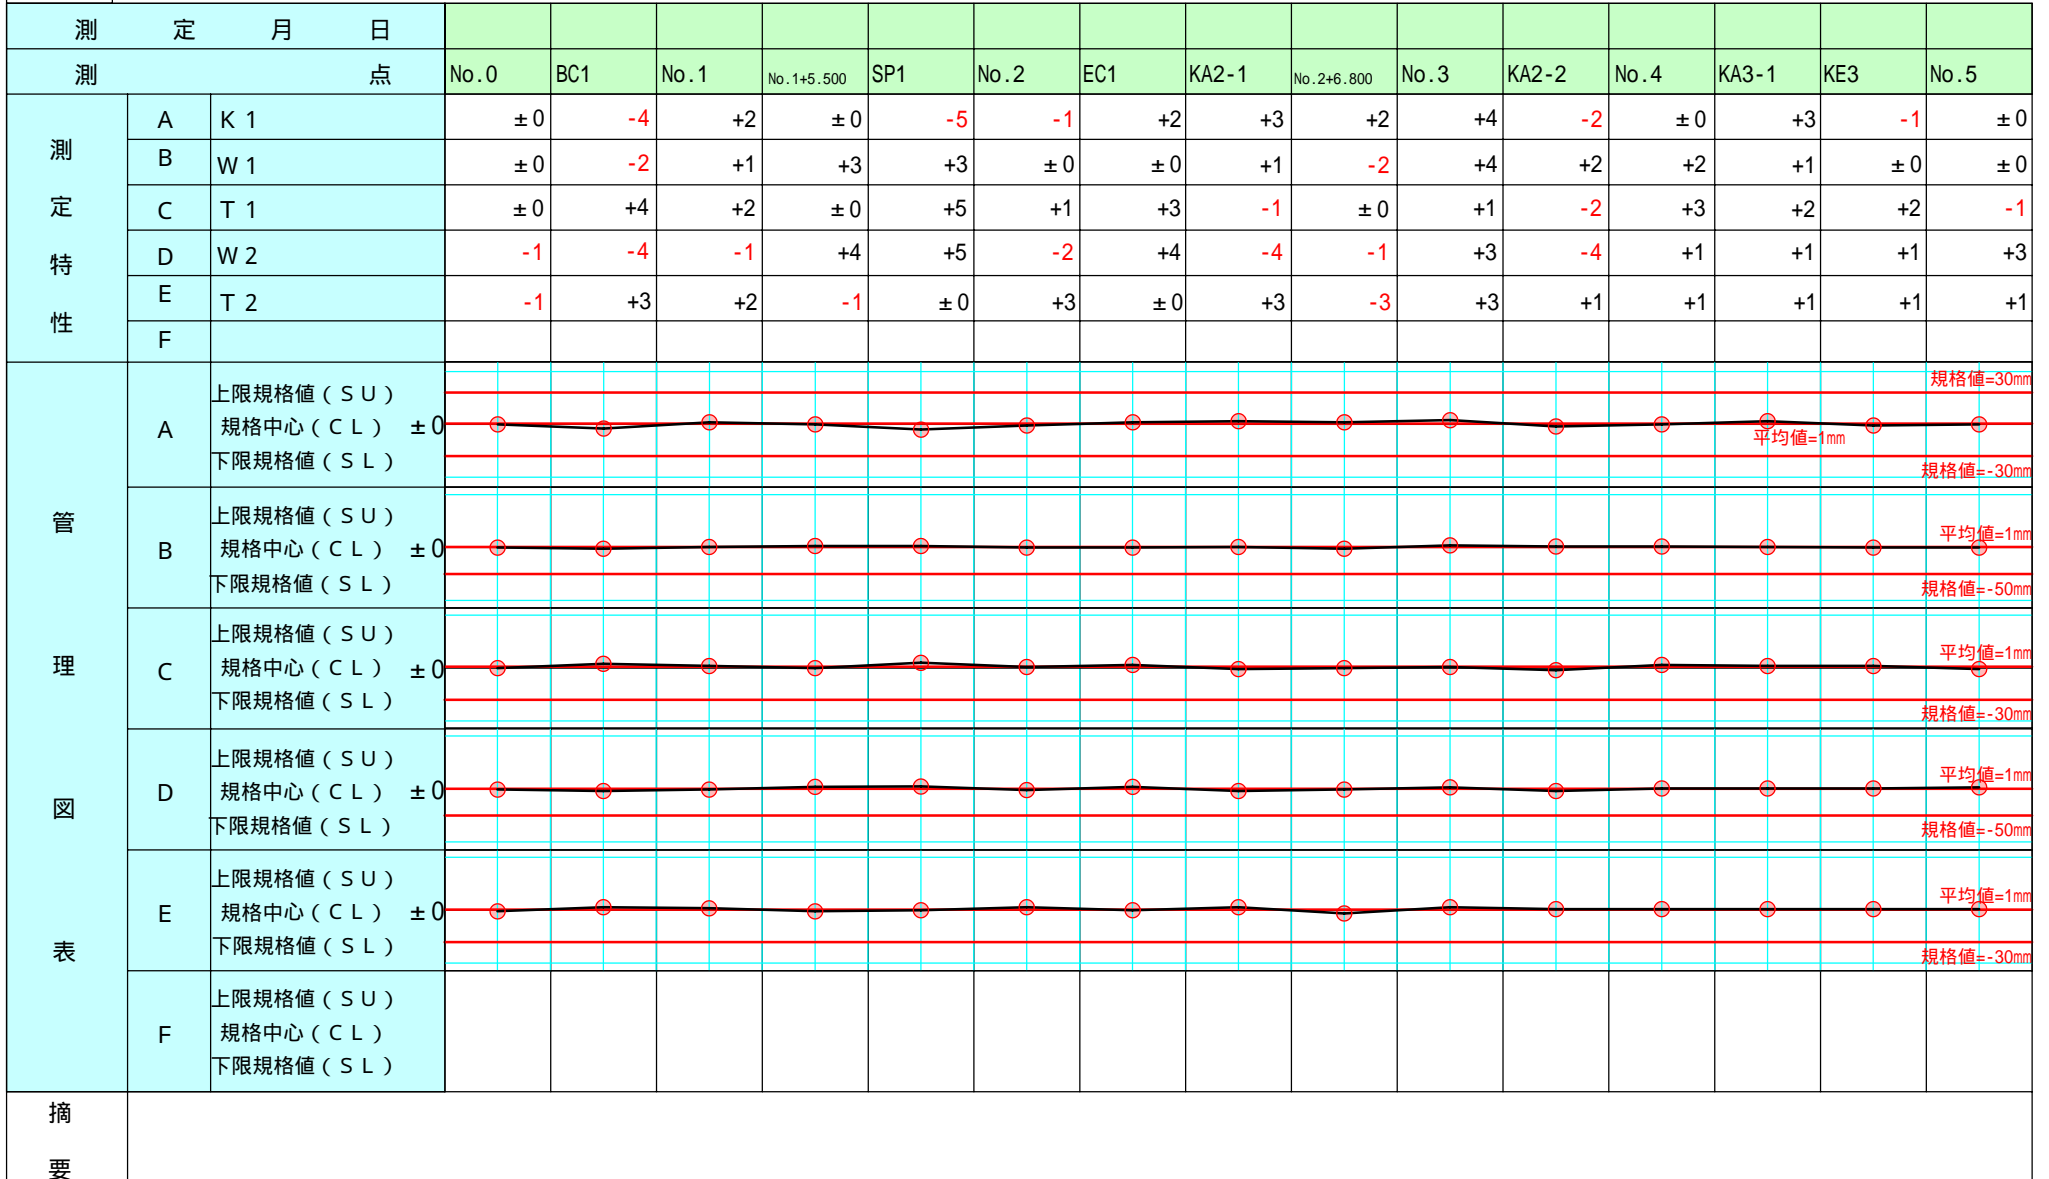 測 定 月 日
測 点 No.0 BC1 No.1 No.1+5.500 SP1 No.2 EC1 KA2-1 No.2+6.800 No.3 KA2-2 No.4 KA3-1 KE3 No.5
測定特性
A K1 ±0 -4 +2 ±0 -5 -1 +2 +3 +2 +4 -2 ±0 +3 -1 ±0
B W1 ±0 -2 +1 +3 +3 ±0 ±0 +1 -2 +4 +2 +2 +1 ±0 ±0
C T1 ±0 +4 +2 ±0 +5 +1 +3 -1 ±0 +1 -2 +3 +2 +2 -1
D W2 -1 -4 -1 +4 +5 -2 +4 -4 -1 +3 -4 +1 +1 +1 +3
E T2 -1 +3 +2 -1 ±0 +3 ±0 +3 -3 +3 +1 +1 +1 +1 +1
F
管理図表
A
上限規格値(SU)
規格中心(CL) ±0
下限規格値(SL)
規格値=30㎜
平均値=1㎜
規格値=-30㎜
B
上限規格値(SU)
規格中心(CL) ±0
下限規格値(SL)
平均値=1㎜
規格値=-50㎜
C
上限規格値(SU)
規格中心(CL) ±0
下限規格値(SL)
平均値=1㎜
規格値=-30㎜
D
上限規格値(SU)
規格中心(CL) ±0
下限規格値(SL)
平均値=1㎜
規格値=-50㎜
E
上限規格値(SU)
規格中心(CL) ±0
下限規格値(SL)
平均値=1㎜
規格値=-30㎜
F
上限規格値(SU)
規格中心(CL)
下限規格値(SL)
摘要